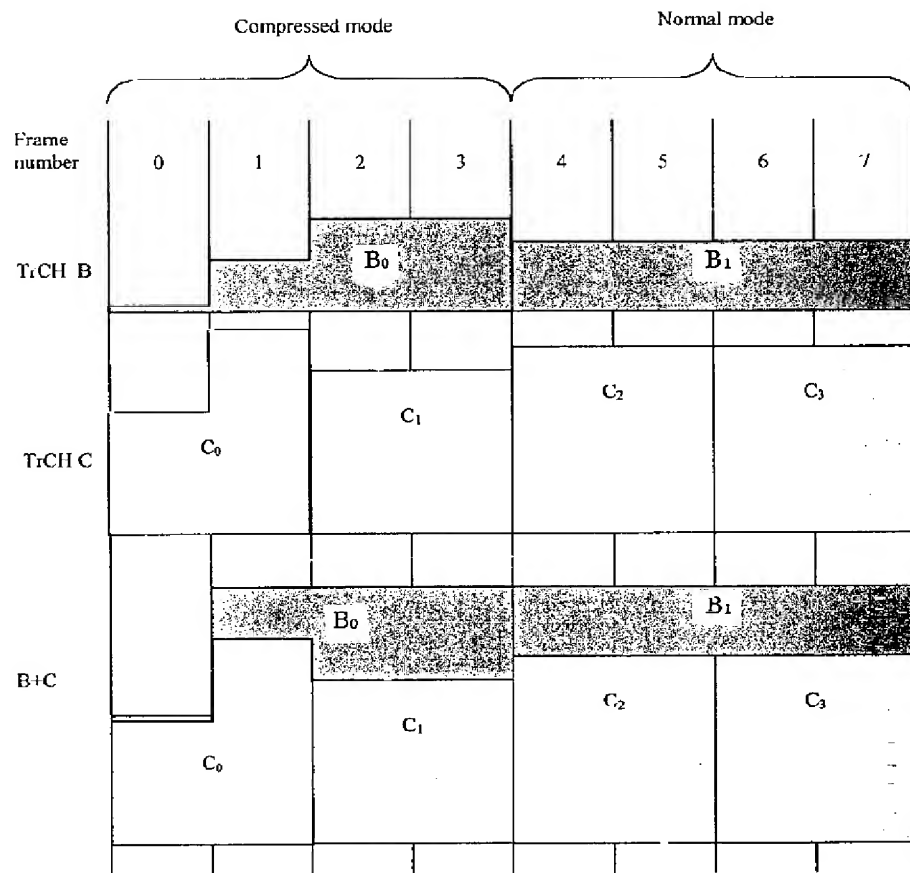 Compressed mode
Normal mode
Frame number
0 1 2 3 4 5 6 7
TrCH B
B₀
B₁
TrCH C
C₀
C₁
C₂
C₃
B+C
B₀
B₁
C₀
C₁
C₂
C₃